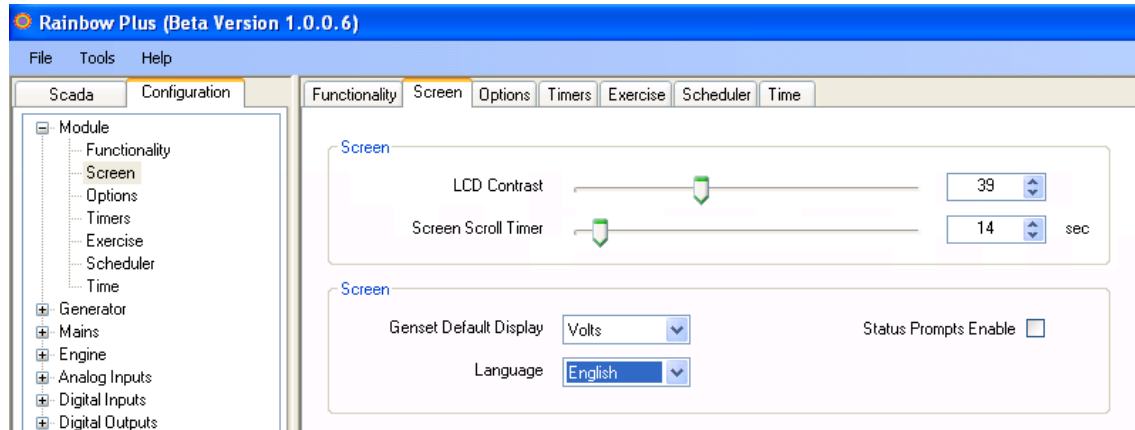 Rainbow Plus (Beta Version 1.0.0.6)
File Tools Help
Scada Configuration
Module
Functionality
Screen
Options
Timers
Exercise
Scheduler
Time
Generator
Mains
Engine
Analog Inputs
Digital Inputs
Digital Outputs
Functionality Screen Options Timers Exercise Scheduler Time
Screen
LCD Contrast 39
Screen Scroll Timer 14 sec
Screen
Genset Default Display Volts Status Prompts Enable
Language English